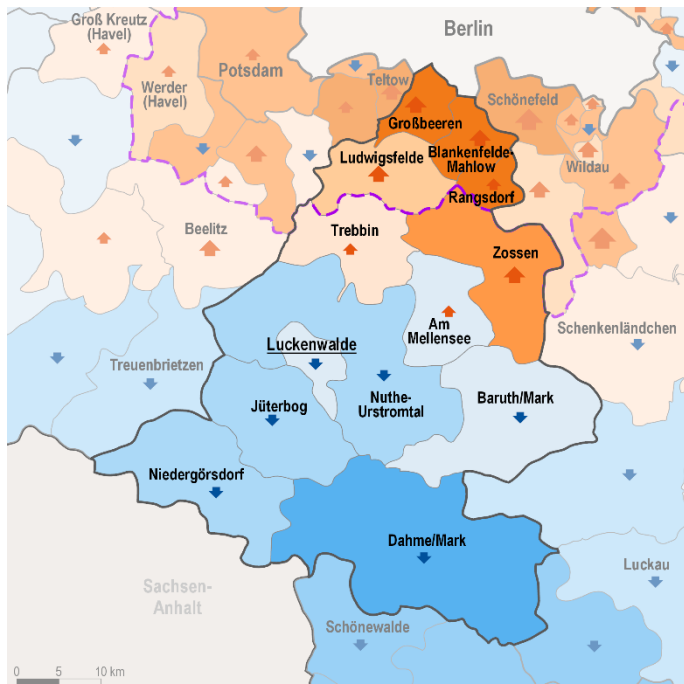 Groß Kreutz
(Havel)
Berlin
Potsdam
Teltow
Werder
(Havel)
Schönefeld
Großbeeren
Ludwigsfelde
Blankenfelde-
Mahlow
Wildau
Rangsdorf
Beelitz
Trebbin
Zossen
Am
Mellensee
Schenkenländchen
Luckenwalde
Treuenbrietzen
Nuthe-
Urstromtal
Baruth/Mark
Jüterbog
Niedergörsdorf
Dahme/Mark
Luckau
Sachsen-
Anhalt
Schönewalde
0 5 10 km